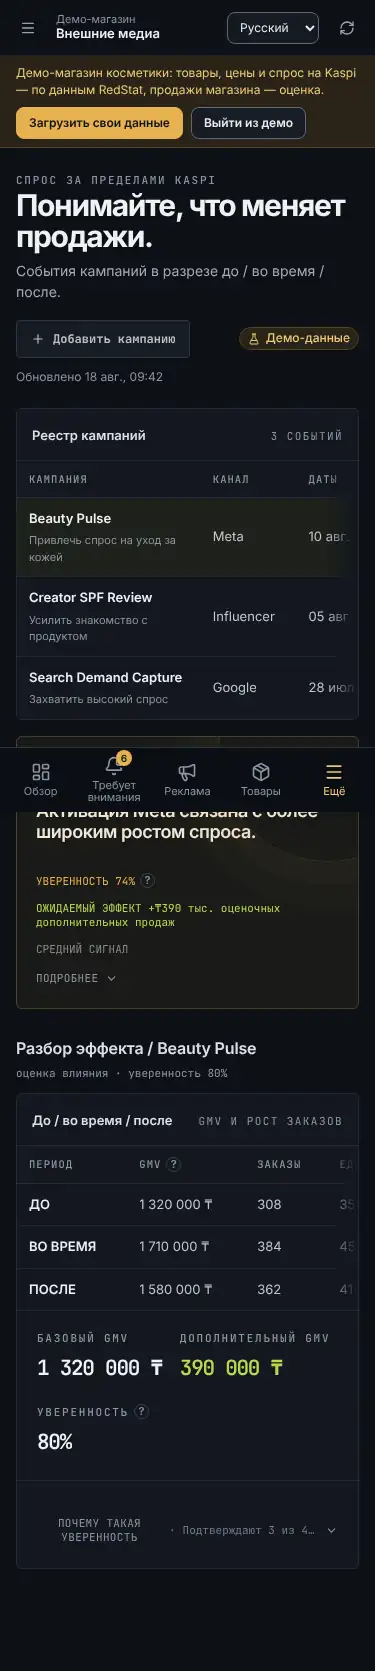 Демо-магазин
Внешние медиа
Русский
Демо-магазин косметики: товары, цены и спрос на Kaspi
— по данным RedStat, продажи магазина — оценка.
Загрузить свои данные
Выйти из демо
СПРОС ЗА ПРЕДЕЛАМИ KASPI
Понимайте, что меняет
продажи.
События кампаний в разрезе до / во время /
после.
+ Добавить кампанию
Демо-данные
Обновлено 18 авг., 09:42
Реестр кампаний
3 СОБЫТИЙ
КАМПАНИЯ КАНАЛ ДАТЫ
Beauty Pulse
Привлечь спрос на уход за
кожей
Meta
10 авг.
Creator SPF Review
Усилить знакомство с
продуктом
Influencer
05 авг
Search Demand Capture
Захватить высокий спрос
Google
28 июл
6
Обзор
Требует
внимания
Реклама
Товары
Ещё
Активация Meta связана с более
широким ростом спроса.
УВЕРЕННОСТЬ 74% ?
ОЖИДАЕМЫЙ ЭФФЕКТ +₸390 тыс. оценочных
дополнительных продаж
СРЕДНИЙ СИГНАЛ
ПОДРОБНЕЕ
Разбор эффекта / Beauty Pulse
оценка влияния · уверенность 80%
До / во время / после
GMV И РОСТ ЗАКАЗОВ
ПЕРИОД GMV ? ЗАКАЗЫ ЕД
ДО 1 320 000 ₸ 308 35
ВО ВРЕМЯ 1 710 000 ₸ 384 45
ПОСЛЕ 1 580 000 ₸ 362 41
БАЗОВЫЙ GMV
1 320 000 ₸
ДОПОЛНИТЕЛЬНЫЙ GMV
390 000 ₸
УВЕРЕННОСТЬ ?
80%
ПОЧЕМУ ТАКАЯ
УВЕРЕННОСТЬ
· Подтверждают 3 из 4…